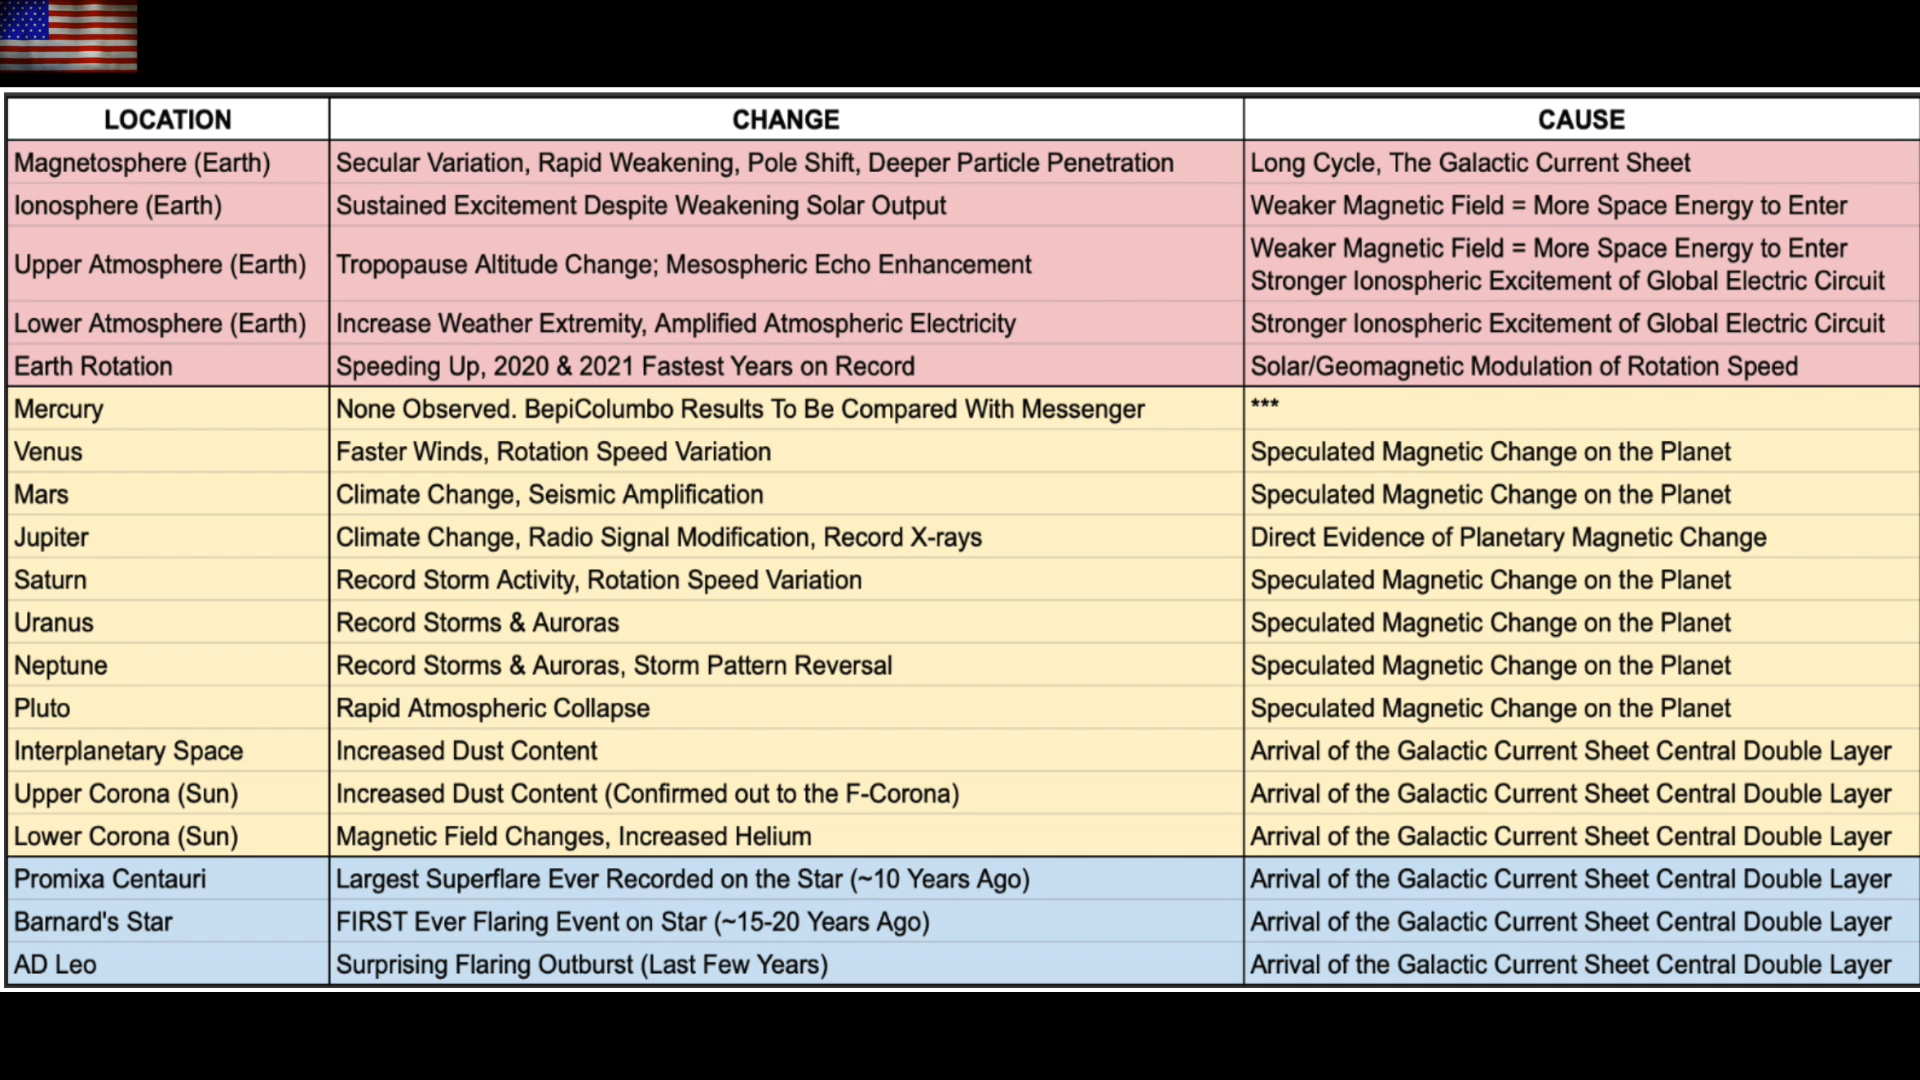 LOCATION CHANGE CAUSE
Magnetosphere (Earth) Secular Variation, Rapid Weakening, Pole Shift, Deeper Particle Penetration Long Cycle, The Galactic Current Sheet
Ionosphere (Earth) Sustained Excitement Despite Weakening Solar Output Weaker Magnetic Field = More Space Energy to Enter
Upper Atmosphere (Earth) Tropopause Altitude Change; Mesospheric Echo Enhancement Weaker Magnetic Field = More Space Energy to Enter
Stronger Ionospheric Excitement of Global Electric Circuit
Lower Atmosphere (Earth) Increase Weather Extremity, Amplified Atmospheric Electricity Stronger Ionospheric Excitement of Global Electric Circuit
Earth Rotation Speeding Up, 2020 & 2021 Fastest Years on Record Solar/Geomagnetic Modulation of Rotation Speed
Mercury None Observed. BepiColumbo Results To Be Compared With Messenger ***
Venus Faster Winds, Rotation Speed Variation Speculated Magnetic Change on the Planet
Mars Climate Change, Seismic Amplification Speculated Magnetic Change on the Planet
Jupiter Climate Change, Radio Signal Modification, Record X-rays Direct Evidence of Planetary Magnetic Change
Saturn Record Storm Activity, Rotation Speed Variation Speculated Magnetic Change on the Planet
Uranus Record Storms & Auroras Speculated Magnetic Change on the Planet
Neptune Record Storms & Auroras, Storm Pattern Reversal Speculated Magnetic Change on the Planet
Pluto Rapid Atmospheric Collapse Speculated Magnetic Change on the Planet
Interplanetary Space Increased Dust Content Arrival of the Galactic Current Sheet Central Double Layer
Upper Corona (Sun) Increased Dust Content (Confirmed out to the F-Corona) Arrival of the Galactic Current Sheet Central Double Layer
Lower Corona (Sun) Magnetic Field Changes, Increased Helium Arrival of the Galactic Current Sheet Central Double Layer
Promixa Centauri Largest Superflare Ever Recorded on the Star (~10 Years Ago) Arrival of the Galactic Current Sheet Central Double Layer
Barnard's Star FIRST Ever Flaring Event on Star (~15-20 Years Ago) Arrival of the Galactic Current Sheet Central Double Layer
AD Leo Surprising Flaring Outburst (Last Few Years) Arrival of the Galactic Current Sheet Central Double Layer